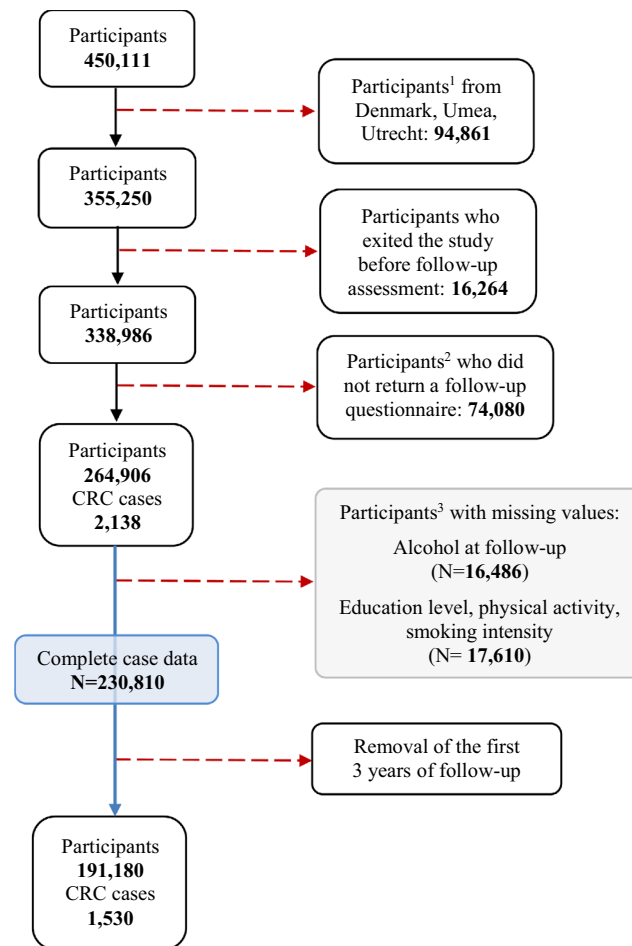 Participants
450,111
Participants¹ from
Denmark, Umea,
Utrecht: 94,861
Participants
355,250
Participants who
exited the study
before follow-up
assessment: 16,264
Participants
338,986
Participants² who did
not return a follow-up
questionnaire: 74,080
Participants
264,906
CRC cases
2,138
Participants³ with missing values:
Alcohol at follow-up
(N=16,486)
Education level, physical activity,
smoking intensity
(N= 17,610)
Complete case data
N=230,810
Removal of the first
3 years of follow-up
Participants
191,180
CRC cases
1,530